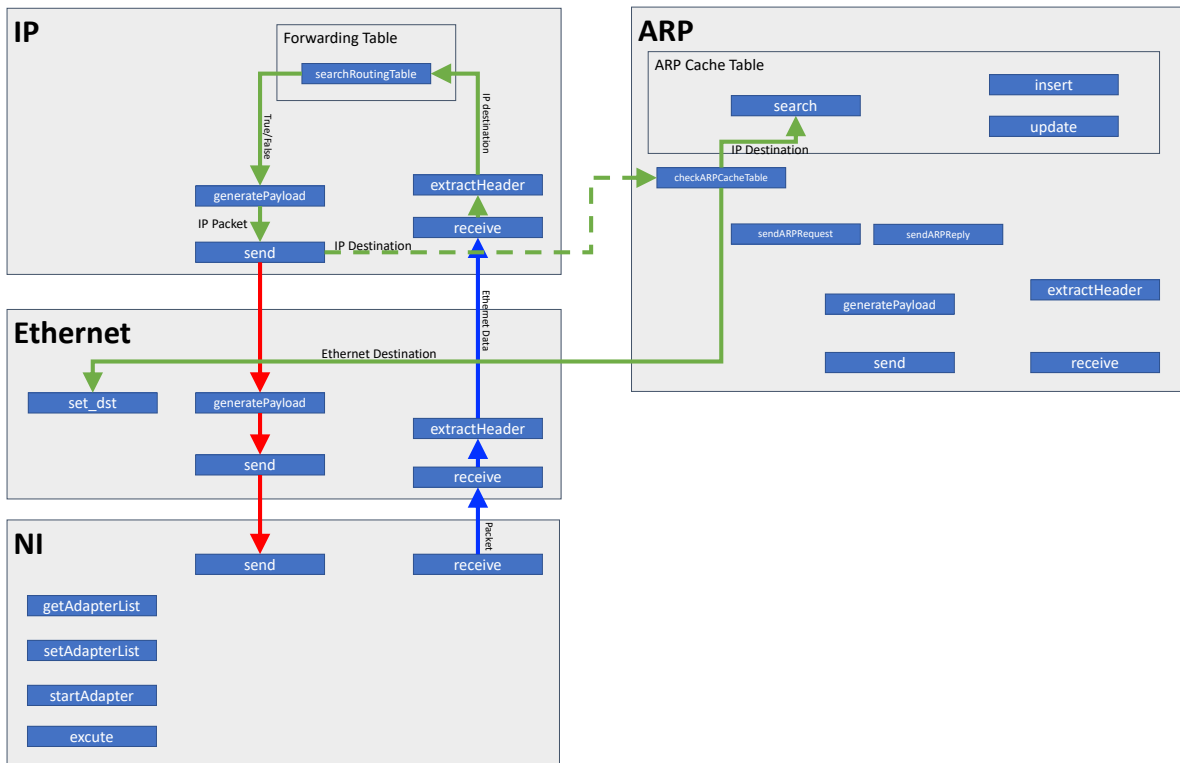 IP
Forwarding Table
searchRoutingTable
True/False
IP destination
generatePayload
extractHeader
IP Packet
receive
send
IP Destination
Ethernet Data
Ethernet
Ethernet Destination
set_dst
generatePayload
extractHeader
send
receive
Packet
NI
send
receive
getAdapterList
setAdapterList
startAdapter
excute
ARP
ARP Cache Table
insert
search
update
IP Destination
checkARPCacheTable
sendARPRequest
sendARPReply
extractHeader
generatePayload
send
receive